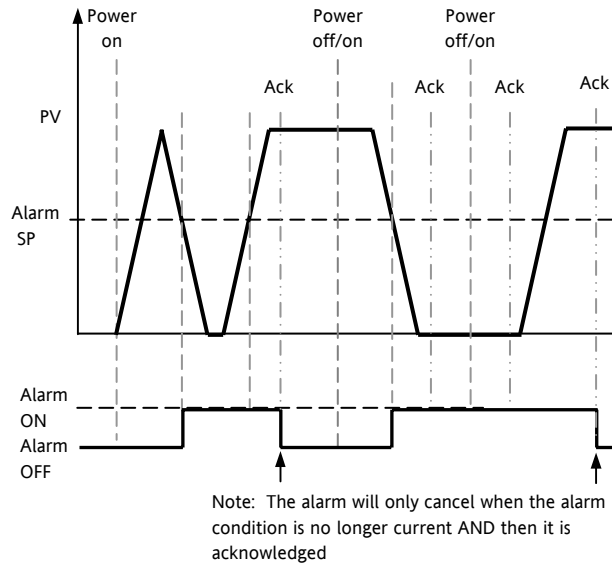 Power
on
Power
off/on
Power
off/on
Ack
Ack
Ack
Ack
PV
Alarm
SP
Alarm
ON
Alarm
OFF
Note: The alarm will only cancel when the alarm
condition is no longer current AND then it is
acknowledged